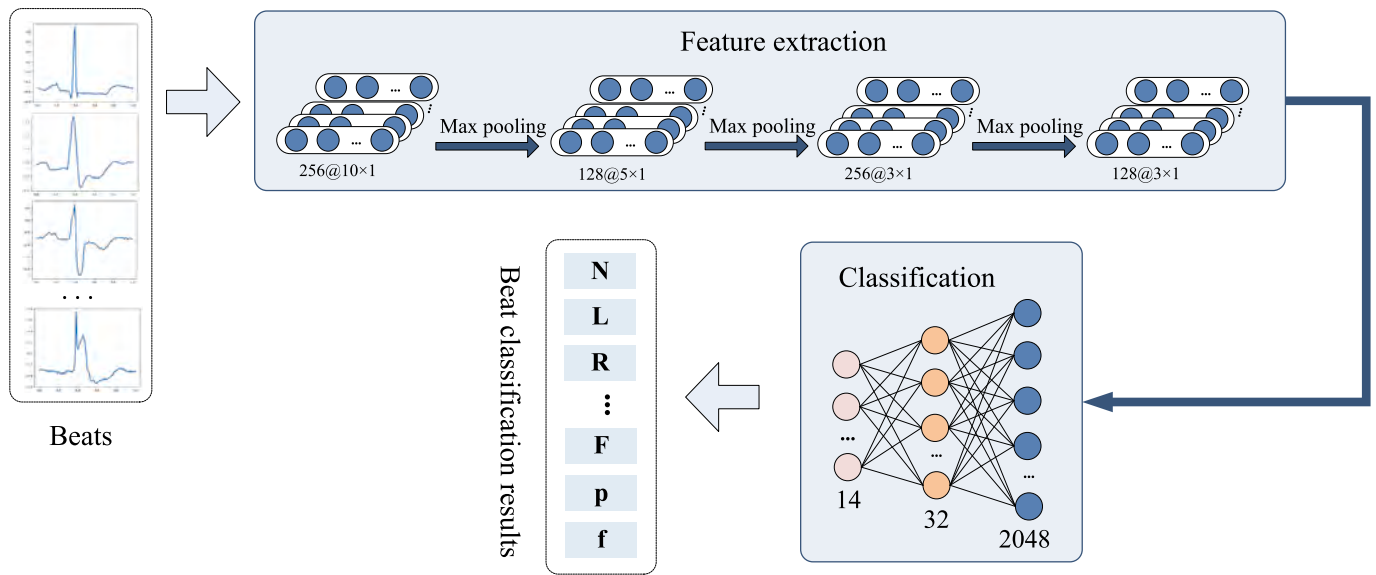 Beats
Feature extraction
...
...
...
...
Max pooling
Max pooling
Max pooling
256@10×1
128@5×1
256@3×1
128@3×1
Classification
...
...
...
14
32
2048
Beat classification results
N
L
R
⋮
F
p
f